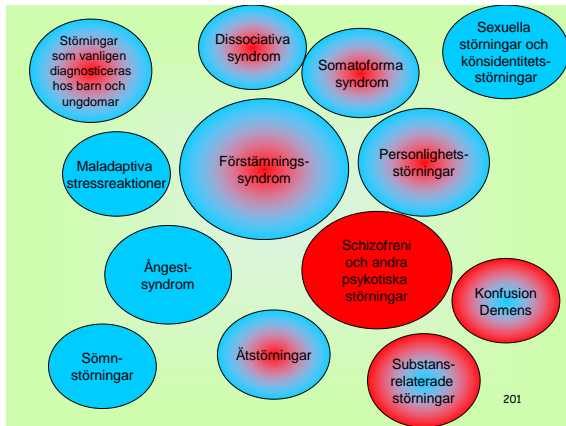 Störningar
som vanligen
diagnosticeras
hos barn och
ungdomar
Dissociativa
syndrom
Somatoforma
syndrom
Sexuella
störningar och
könsidentitets-
störningar
Maladaptiva
stressreaktioner
Förstämnings-
syndrom
Personlighets-
störningar
Ångest-
syndrom
Schizofreni
och andra
psykotiska
störningar
Konfusion
Demens
Sömn-
störningar
Ätstörningar
Substans-
relaterade
störningar
201